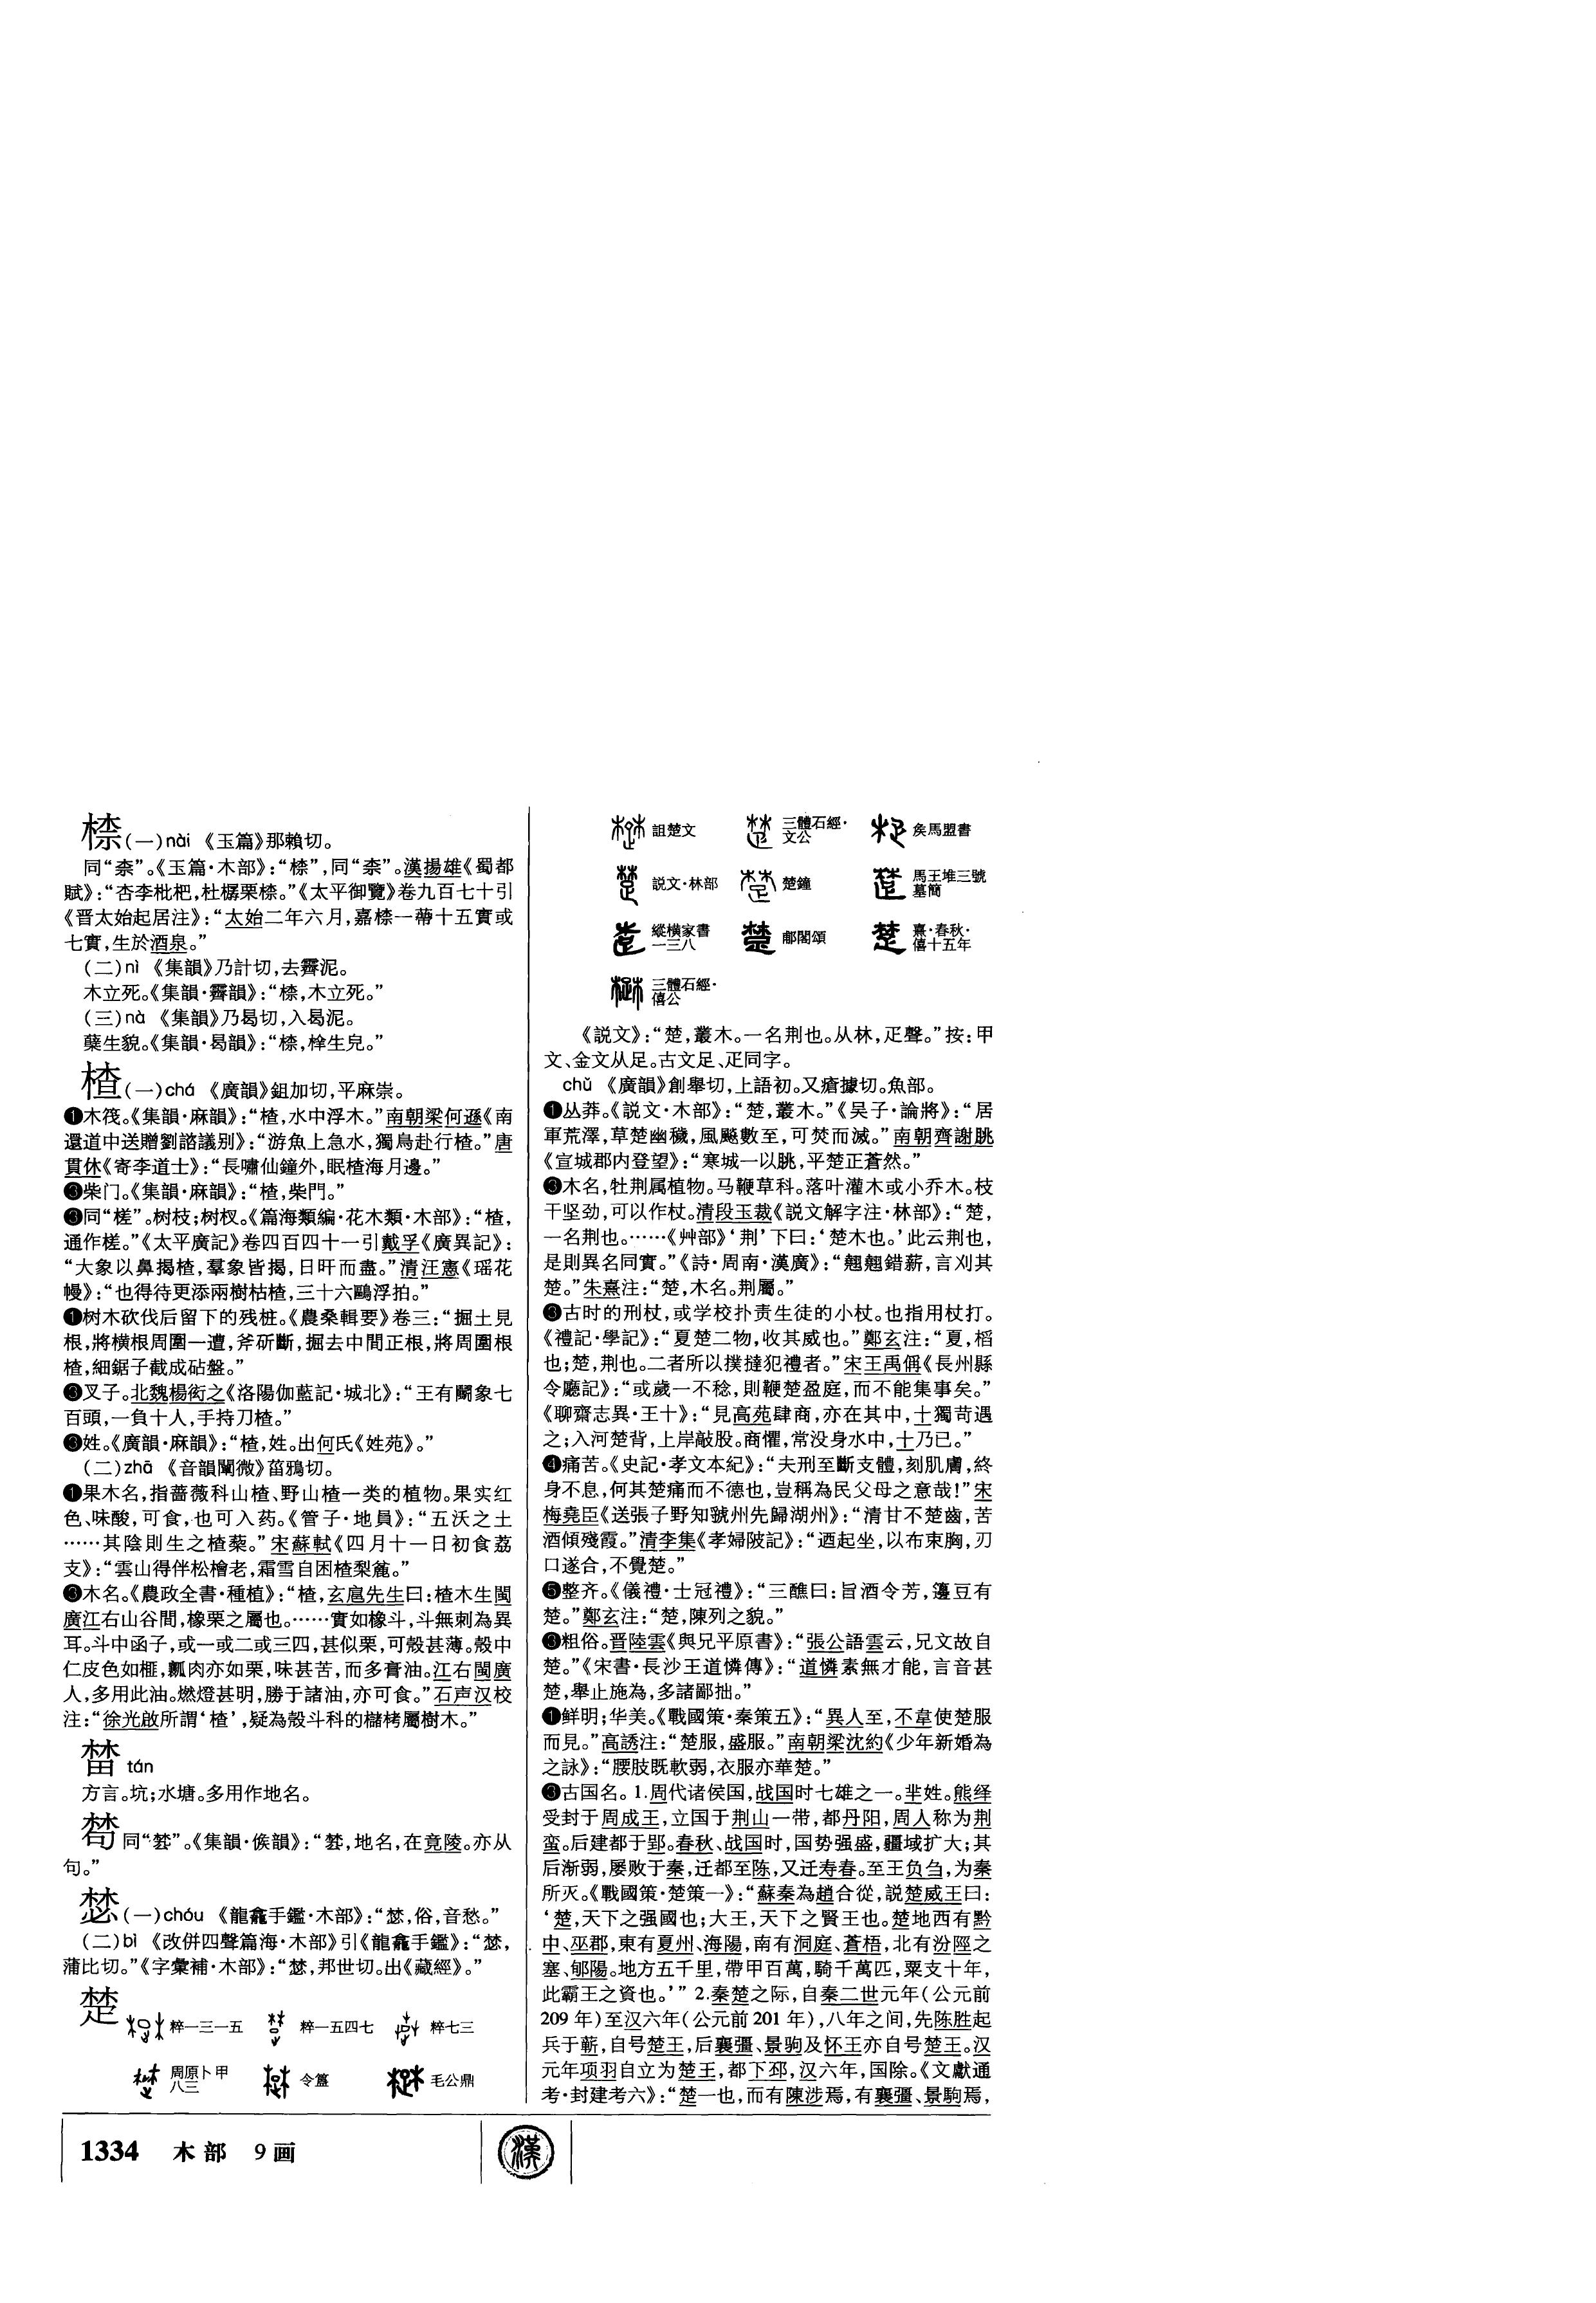 㮈(一)nài 《玉篇》那賴切。
同“柰”。《玉篇·木部》:“㮈”,同“柰”。漢揚雄《蜀都
賦》:“杏李枇杷,杜樼栗㮈。”《太平御覽》卷九百七十引
《晋太始起居注》:“太始二年六月,嘉㮈一蔕十五實或
七實,生於酒泉。”
(二)nì 《集韻》乃計切,去霽泥。
木立死。《集韻·霽韻》:“㮈,木立死。”
(三)nà 《集韻》乃曷切,入曷泥。
蘖生貌。《集韻·曷韻》:“㮈,㭮生皃。”
楂(一)chá 《廣韻》鉏加切,平麻崇。
❶木筏。《集韻·麻韻》:“楂,水中浮木。”南朝梁何遜《南
還道中送贈劉諮議别》:“游魚上急水,獨鳥赴行楂。”唐
貫休《寄李道士》:“長嘯仙鐘外,眠楂海月邊。”
❸柴门。《集韻·麻韻》:“楂,柴門。”
❸同“槎”。树枝;树杈。《篇海類編·花木類·木部》:“楂,
通作槎。”《太平廣記》卷四百四十一引戴孚《廣異記》:
“大象以鼻揭楂,羣象皆揭,日旰而盡。”清汪憲《瑶花
幔》:“也得待更添兩樹枯楂,三十六鷗浮拍。”
❶树木砍伐后留下的残桩。《農桑輯要》卷三:“掘土見
根,將横根周圍一遭,斧斫斷,掘去中間正根,將周圍根
楂,細鋸子截成砧盤。”
❸叉子。北魏楊衒之《洛陽伽藍記·城北》:“王有鬭象七
百頭,一負十人,手持刀楂。”
❸姓。《廣韻·麻韻》:“楂,姓。出何氏《姓苑》。”
(二)zhā 《音韻闡微》菑鴉切。
❶果木名,指蔷薇科山楂、野山楂一类的植物。果实红
色、味酸,可食,也可入药。《管子·地員》:“五沃之土
……其陰則生之楂蔾。”宋蘇軾《四月十一日初食荔
支》:“雲山得伴松檜老,霜雪自困楂梨麄。”
❸木名。《農政全書·種植》:“楂,玄扈先生曰:楂木生閩
廣江右山谷間,橡栗之屬也。……實如橡斗,斗無刺為異
耳。斗中函子,或一或二或三四,甚似栗,可殻甚薄。殻中
仁皮色如榧,瓤肉亦如栗,味甚苦,而多膏油。江右閩廣
人,多用此油。燃燈甚明,勝于諸油,亦可食。”石声汉校
注:“徐光啟所謂‘楂’,疑為殻斗科的櫧栲屬樹木。”
tán
方言。坑;水塘。多用作地名。
《集韻·候韻》:地名,在竟陵。亦从
句。”
(一)chóu 《龍龕手鑑·木部》:俗,音愁。”
(二)bì 《改併四聲篇海·木部》引《龍龕手鑑》:
蒲比切。”《字彙補·木部》:邦世切。出《藏經》。”
楚 粹一三一五 粹一五四七 粹七三
周原卜甲八三 令簋 毛公鼎
詛楚文 三體石經·文公 矦馬盟書
説文·林部 楚鐘 馬王堆三號墓簡
縱横家書一三八 郙閣頌 熹·春秋·僖十五年
三體石經·僖公
《説文》:“楚,叢木。一名荆也。从林,疋聲。”按:甲
文、金文从足。古文足、疋同字。
chǔ 《廣韻》創舉切,上語初。又瘡據切。魚部。
❶丛莽。《説文·木部》:“楚,叢木。”《吴子·論將》:“居
軍荒澤,草楚幽穢,風飈數至,可焚而滅。”南朝齊謝朓
《宣城郡内登望》:“寒城一以眺,平楚正蒼然。”
❸木名,牡荆属植物。马鞭草科。落叶灌木或小乔木。枝
干坚劲,可以作杖。清段玉裁《説文解字注·林部》:“楚,
一名荆也。……《艸部》‘荆’下曰:‘楚木也。’此云荆也,
是則異名同實。”《詩·周南·漢廣》:“翹翹錯薪,言刈其
楚。”朱熹注:“楚,木名。荆屬。”
❸古时的刑杖,或学校扑责生徒的小杖。也指用杖打。
《禮記·學記》:“夏楚二物,收其威也。”鄭玄注:“夏,稻
也;楚,荆也。二者所以撲撻犯禮者。”宋王禹偁《長州縣
令廳記》:“或歲一不稔,則鞭楚盈庭,而不能集事矣。”
《聊齋志異·王十》:“見高苑肆商,亦在其中,十獨苛遇
之;入河楚背,上岸敲股。商懼,常没身水中,十乃已。”
❹痛苦。《史記·孝文本紀》:“夫刑至斷支體,刻肌膚,終
身不息,何其楚痛而不德也,豈稱為民父母之意哉!”宋
梅堯臣《送張子野知虢州先歸湖州》:“清甘不楚齒,苦
酒傾殘霞。”清李集《孝婦陂記》:“迺起坐,以布束胸,刃
口遂合,不覺楚。”
❺整齐。《儀禮·士冠禮》:“三醮曰:旨酒令芳,籩豆有
楚。”鄭玄注:“楚,陳列之貌。”
❸粗俗。晋陸雲《與兄平原書》:“張公語雲云,兄文故自
楚。”《宋書·長沙王道憐傳》:“道憐素無才能,言音甚
楚,舉止施為,多諸鄙拙。”
❶鲜明;华美。《戰國策·秦策五》:“異人至,不韋使楚服
而見。”高誘注:“楚服,盛服。”南朝梁沈約《少年新婚為
之詠》:“腰肢既軟弱,衣服亦華楚。”
❸古国名。1.周代诸侯国,战国时七雄之一。芈姓。熊绎
受封于周成王,立国于荆山一带,都丹阳,周人称为荆
蛮。后建都于郢。春秋、战国时,国势强盛,疆域扩大;其
后渐弱,屡败于秦,迁都至陈,又迁寿春。至王负刍,为秦
所灭。《戰國策·楚策一》:“蘇秦為趙合從,説楚威王曰:
‘楚,天下之强國也;大王,天下之賢王也。楚地西有黔
中、巫郡,東有夏州、海陽,南有洞庭、蒼梧,北有汾陘之
塞、郇陽。地方五千里,帶甲百萬,騎千萬匹,粟支十年,
此霸王之資也。’” 2.秦楚之际,自秦二世元年(公元前
209 年)至汉六年(公元前 201 年),八年之间,先陈胜起
兵于蕲,自号楚王,后襄彊、景驹及怀王亦自号楚王。汉
元年项羽自立为楚王,都下邳,汉六年,国除。《文獻通
考·封建考六》:“楚一也,而有陳涉焉,有襄彊、景駒焉,
1334 木部 9画
漢